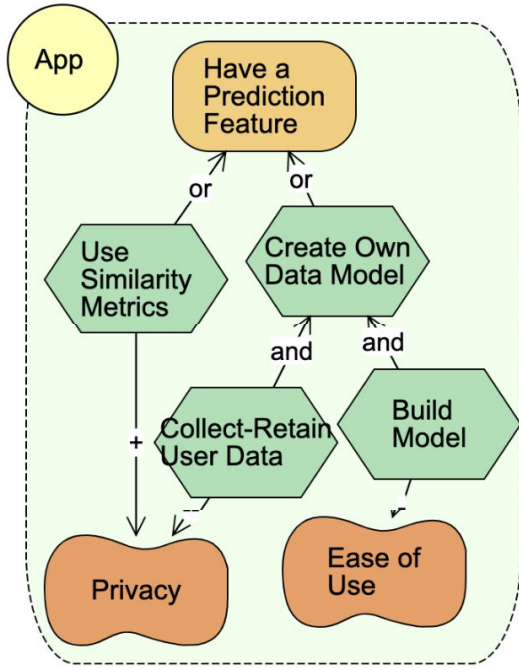 App
Have a
Prediction
Feature
or
or
Use
Similarity
Metrics
Create Own
Data Model
and
and
+
Collect-Retain
User Data
Build
Model
--
-
Privacy
Ease of
Use